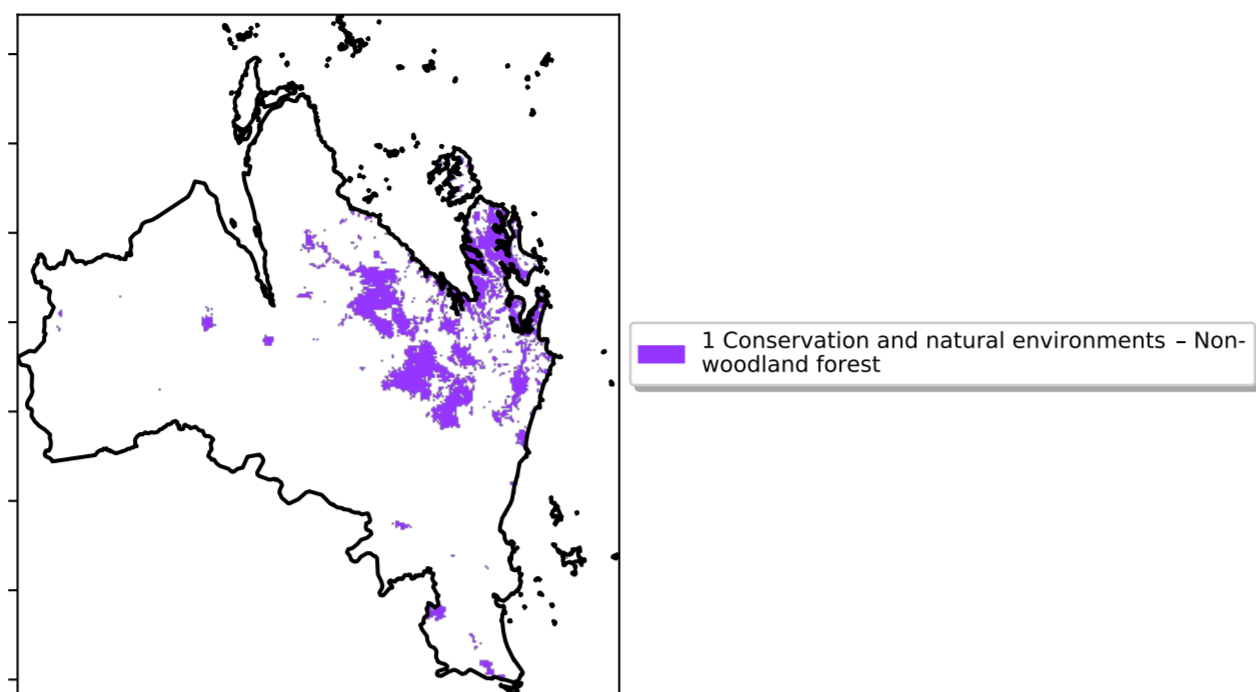 1 Conservation and natural environments – Non-
woodland forest